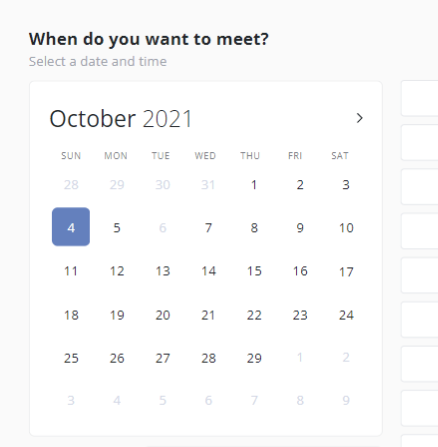 When do you want to meet?
Select a date and time
October 2021
SUN MON TUE WED THU FRI SAT
28 29 30 31 1 2 3
4 5 6 7 8 9 10
11 12 13 14 15 16 17
18 19 20 21 22 23 24
25 26 27 28 29 1 2
3 4 5 6 7 8 9